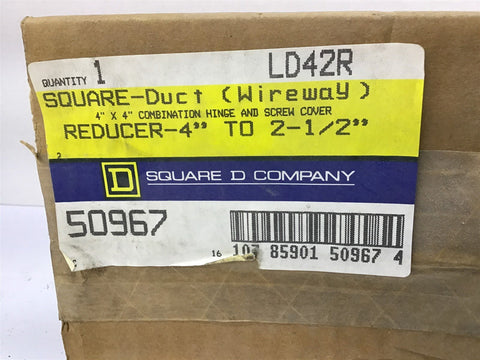 QUANTITY 1 LD42R
SQUARE-Duct (Wireway)
4" X 4" COMBINATION HINGE AND SCREW COVER
REDUCER-4" TO 2-1/2"
2
D SQUARE D COMPANY
50967
16 107 85901 50967 4